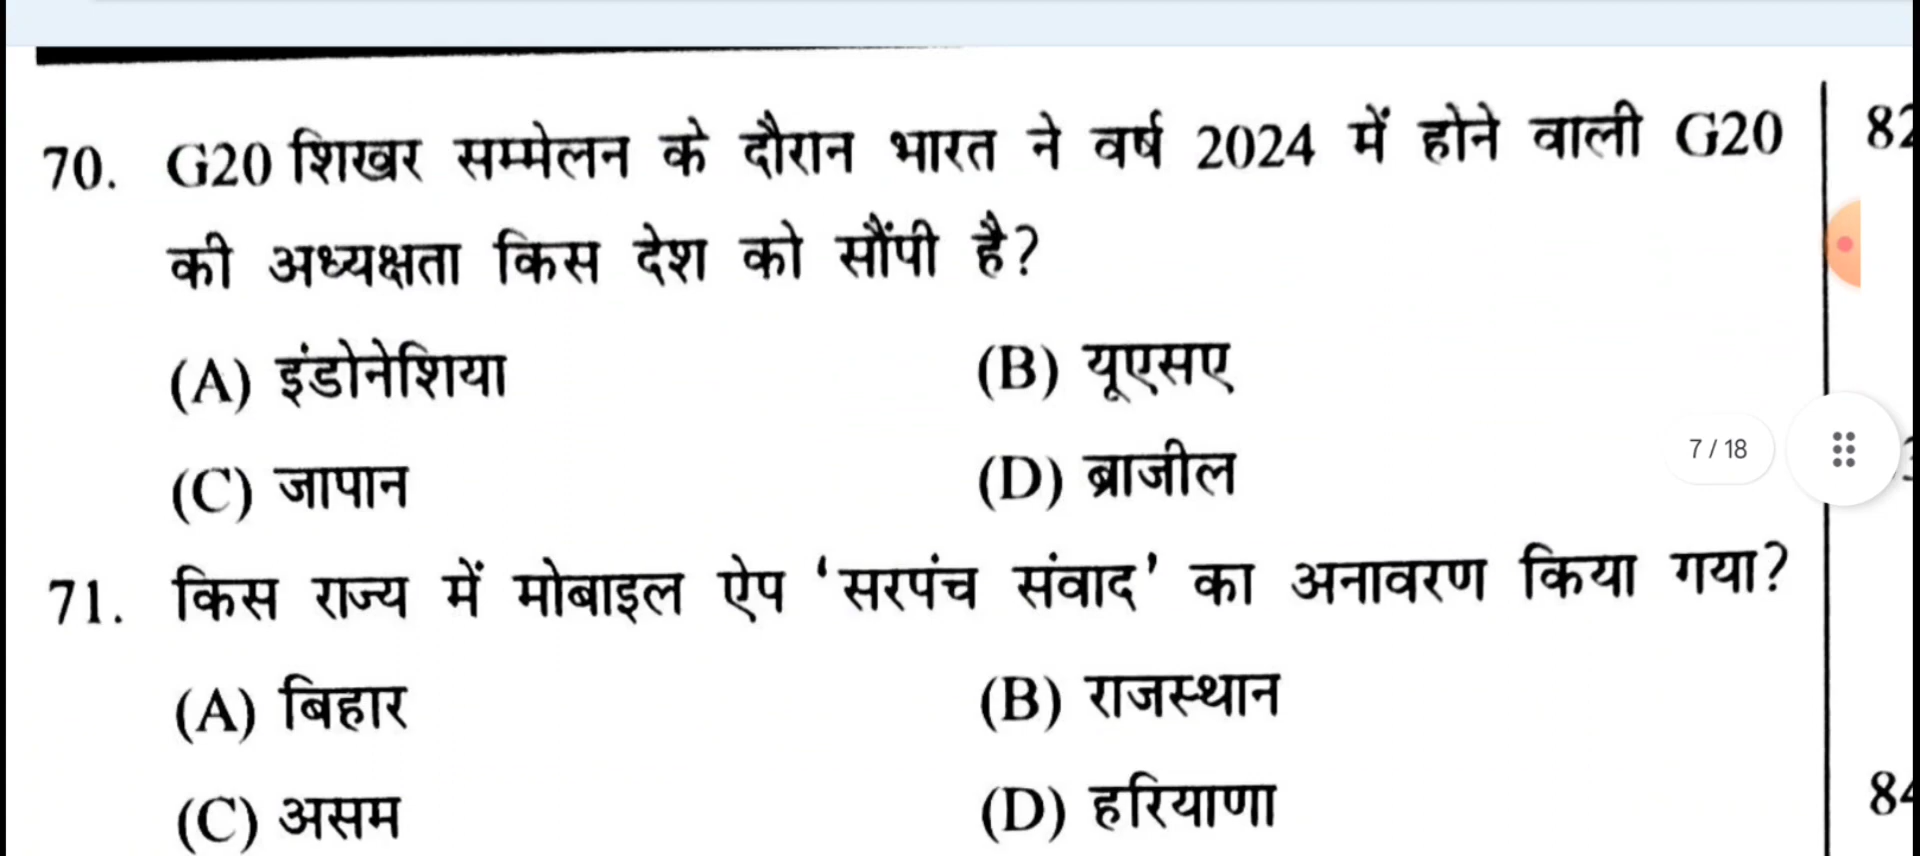 70. G20 शिखर सम्मेलन के दौरान भारत ने वर्ष 2024 में होने वाली G20
की अध्यक्षता किस देश को सौंपी है?
(A) इंडोनेशिया (B) यूएसए
(C) जापान (D) ब्राजील
71. किस राज्य में मोबाइल ऐप ‘सरपंच संवाद’ का अनावरण किया गया?
(A) बिहार (B) राजस्थान
(C) असम (D) हरियाणा
7 / 18